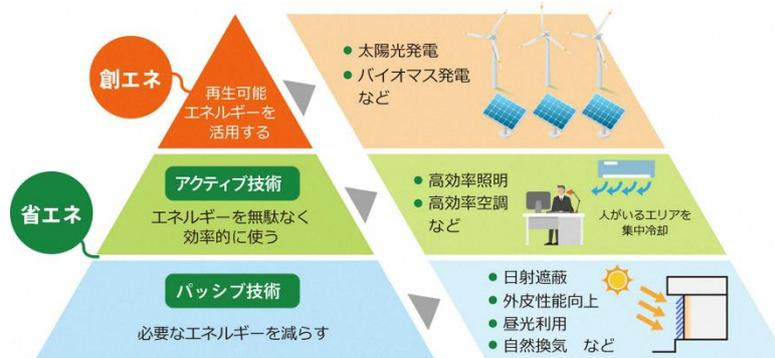 創エネ
再生可能
エネルギーを
活用する
太陽光発電
バイオマス発電
など
省エネ
アクティブ技術
エネルギーを無駄なく
効率的に使う
高効率照明
高効率空調
など
人がいるエリアを
集中冷却
パッシブ技術
必要なエネルギーを減らす
日射遮蔽
外皮性能向上
昼光利用
自然換気 など